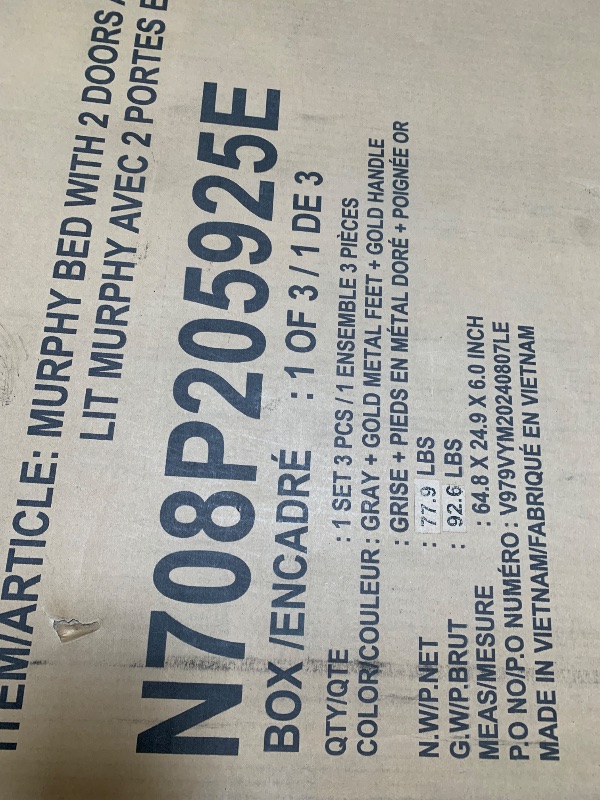 ITEM/ARTICLE: MURPHY BED WITH 2 DOORS
LIT MURPHY AVEC 2 PORTES
N708P205925E
BOX /ENCADRÉ : 1 OF 3 / 1 DE 3
QTY/QTE : 1 SET 3 PCS / 1 ENSEMBLE 3 PIÈCES
COLOR/COULEUR : GRAY + GOLD METAL FEET + GOLD HANDLE
: GRISE + PIEDS EN MÉTAL DORÉ + POIGNÉE OR
N.W/P.NET : 77.9 LBS
G.W/P.BRUT : 92.6 LBS
MEAS/MESURE : 64.8 X 24.9 X 6.0 INCH
P.O NO/P.O NUMÉRO : V979VYM20240807LE
MADE IN VIETNAM/FABRIQUÉ EN VIETNAM